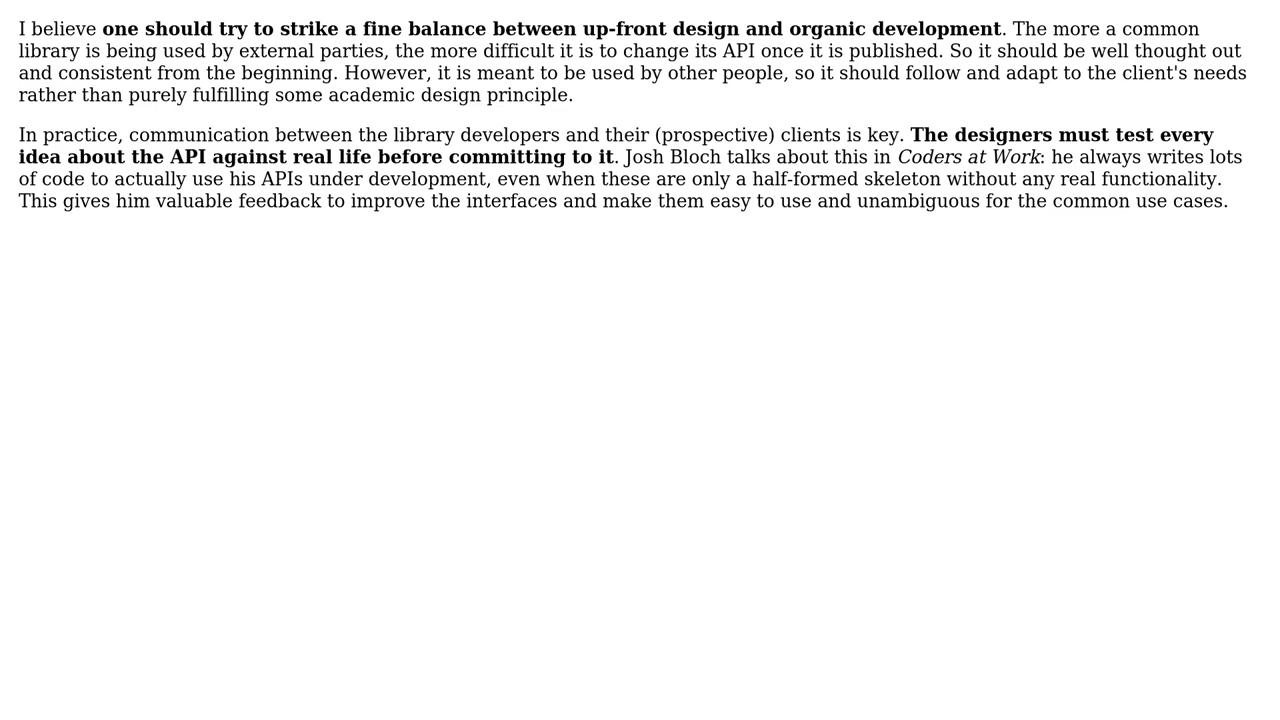 I believe one should try to strike a fine balance between up-front design and organic development. The more a common
library is being used by external parties, the more difficult it is to change its API once it is published. So it should be well thought out
and consistent from the beginning. However, it is meant to be used by other people, so it should follow and adapt to the client's needs
rather than purely fulfilling some academic design principle.
In practice, communication between the library developers and their (prospective) clients is key. The designers must test every
idea about the API against real life before committing to it. Josh Bloch talks about this in Coders at Work: he always writes lots
of code to actually use his APIs under development, even when these are only a half-formed skeleton without any real functionality.
This gives him valuable feedback to improve the interfaces and make them easy to use and unambiguous for the common use cases.